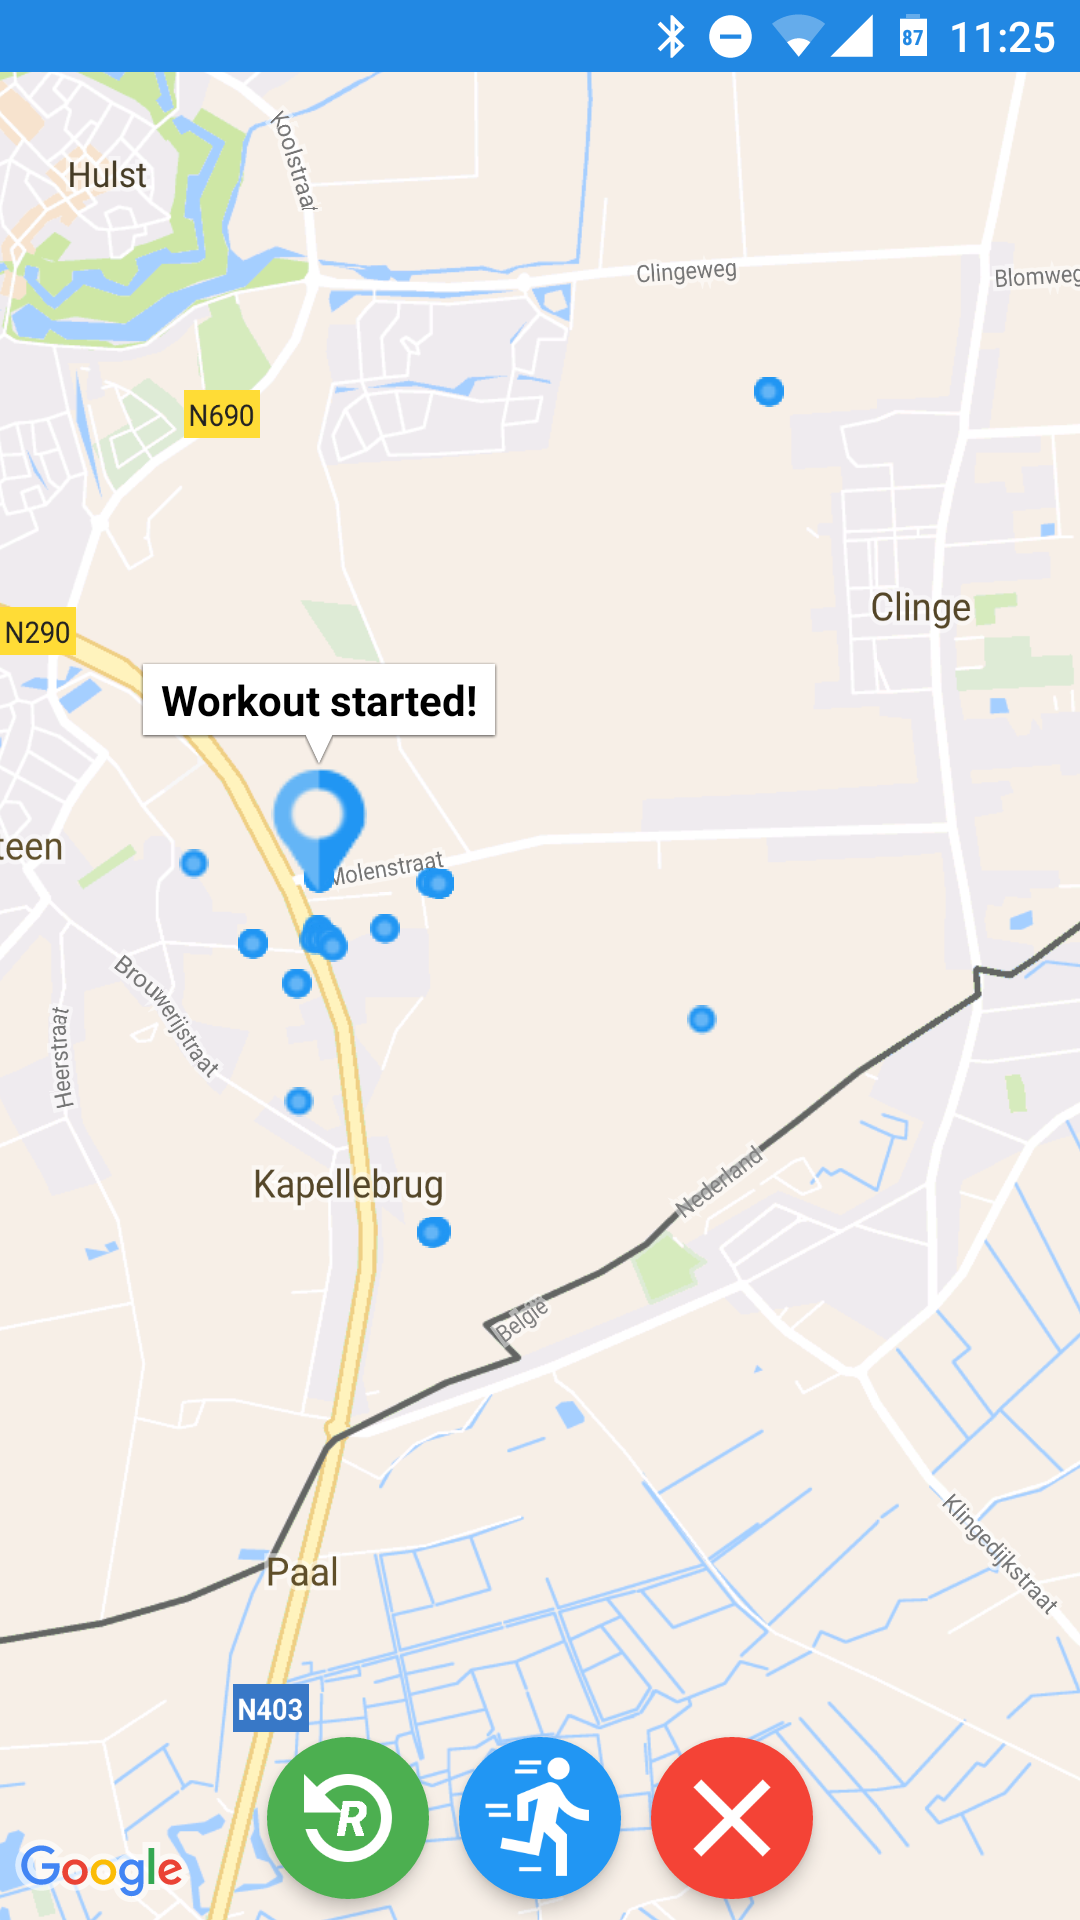 87 11:25
Hulst
Koolstraat
Clingeweg
Blomweg
N690
Clinge
N290
Workout started!
teen
Molenstraat
Brouwerijstraat
Heerstraat
Kapellebrug
Nederland
België
Klingedijkstraat
Paal
N403
R
Google